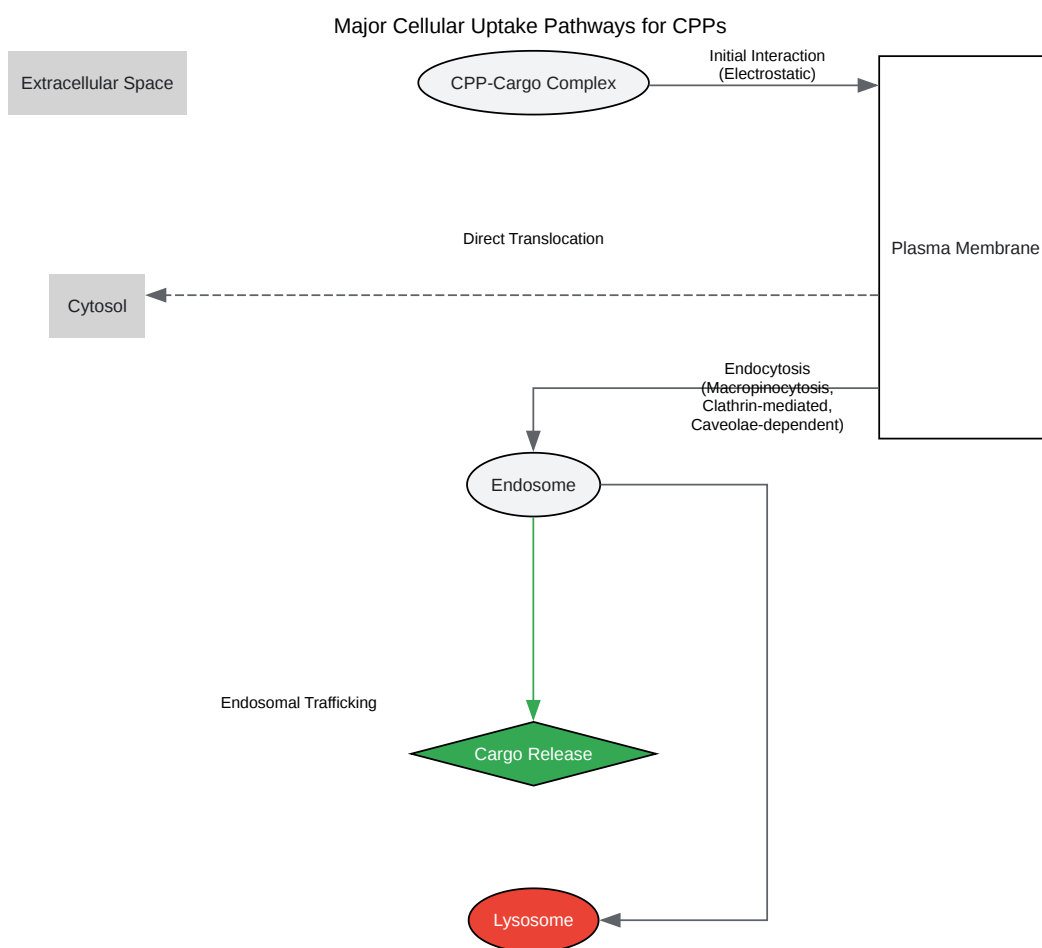 Major Cellular Uptake Pathways for CPPs
Extracellular Space
CPP-Cargo Complex
Initial Interaction
(Electrostatic)
Plasma Membrane
Direct Translocation
Cytosol
Endocytosis
(Macropinocytosis,
Clathrin-mediated,
Caveolae-dependent)
Endosome
Endosomal Trafficking
Cargo Release
Lysosome